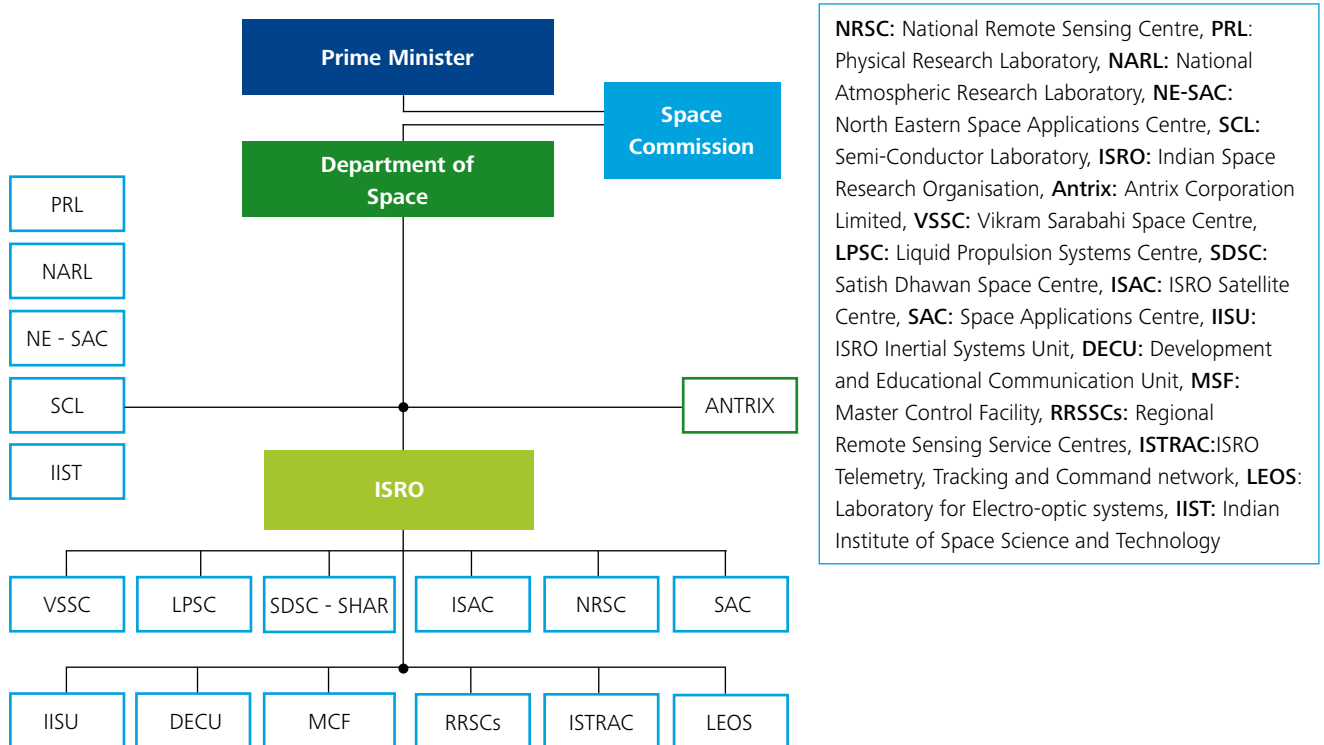 Prime Minister
Space
Commission
Department of
Space
PRL
NARL
NE - SAC
SCL
IIST
ANTRIX
ISRO
VSSC
LPSC
SDSC - SHAR
ISAC
NRSC
SAC
IISU
DECU
MCF
RRSCs
ISTRAC
LEOS
NRSC: National Remote Sensing Centre, PRL:
Physical Research Laboratory, NARL: National
Atmospheric Research Laboratory, NE-SAC:
North Eastern Space Applications Centre, SCL:
Semi-Conductor Laboratory, ISRO: Indian Space
Research Organisation, Antrix: Antrix Corporation
Limited, VSSC: Vikram Sarabahi Space Centre,
LPSC: Liquid Propulsion Systems Centre, SDSC:
Satish Dhawan Space Centre, ISAC: ISRO Satellite
Centre, SAC: Space Applications Centre, IISU:
ISRO Inertial Systems Unit, DECU: Development
and Educational Communication Unit, MSF:
Master Control Facility, RRSSCs: Regional
Remote Sensing Service Centres, ISTRAC:ISRO
Telemetry, Tracking and Command network, LEOS:
Laboratory for Electro-optic systems, IIST: Indian
Institute of Space Science and Technology